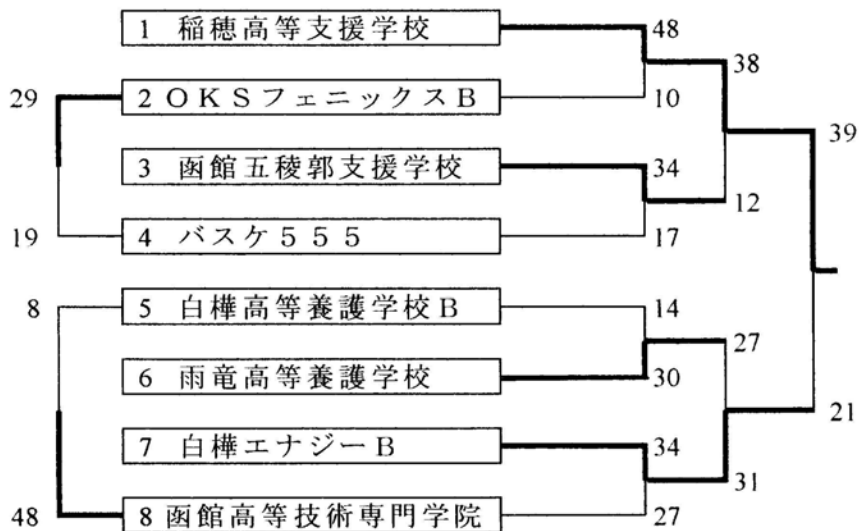 1 稲穂高等支援学校 48
38
29 2 OKSフェニックスB 10
39
3 函館五稜郭支援学校 34
12
19 4 バスケ555 17
8 5 白樺高等養護学校B 14
27
6 雨竜高等養護学校 30
21
7 白樺エナジーB 34
31
48 8 函館高等技術専門学院 27